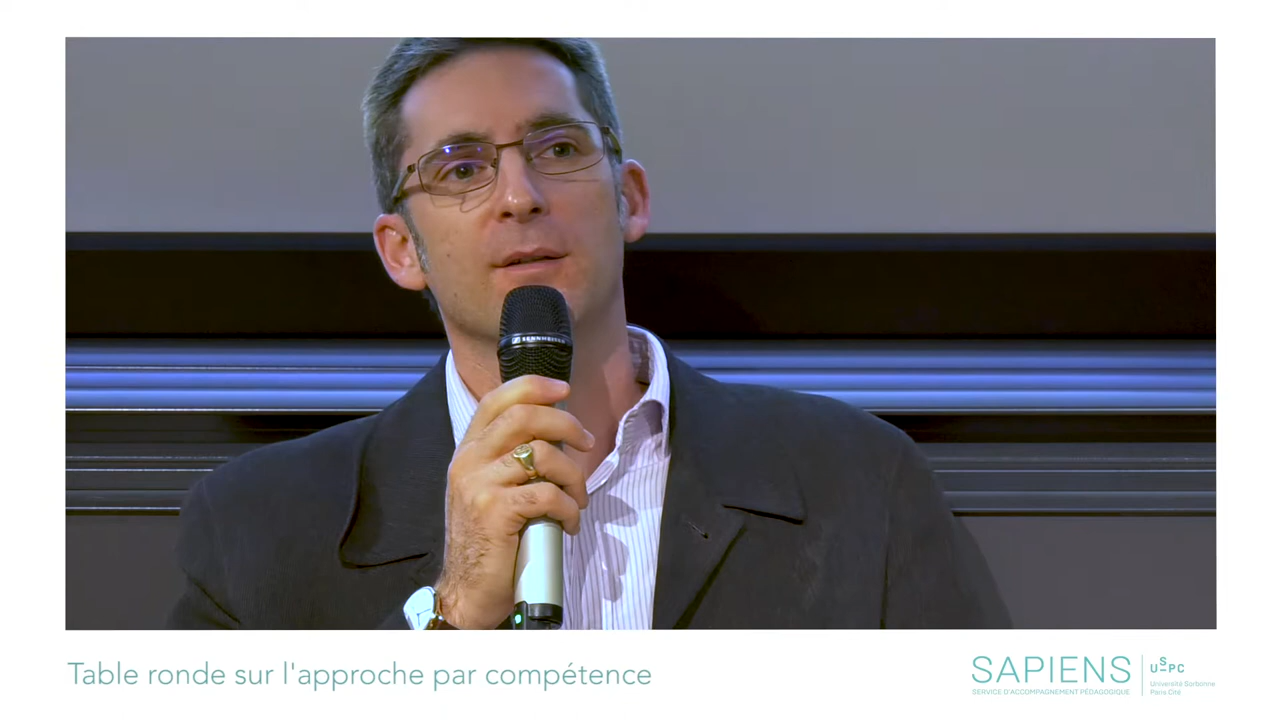 SENNHEISER
Table ronde sur l'approche par compétence
SAPIENS
SERVICE D'ACCOMPAGNEMENT PÉDAGOGIQUE
USPC
Université Sorbonne
Paris Cité